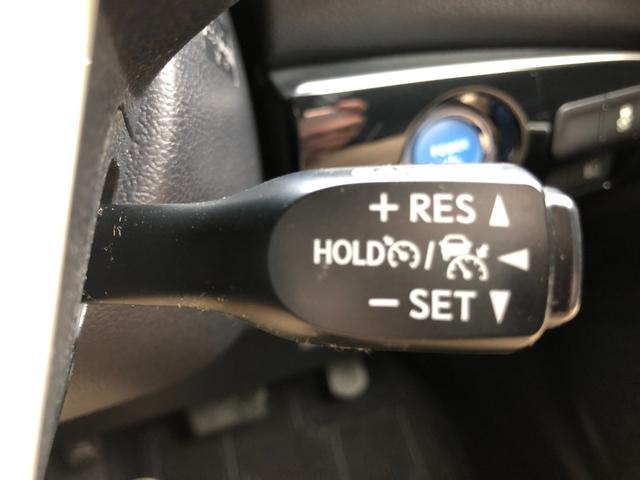 + RES ▲
HOLD / ◀
− SET ▼